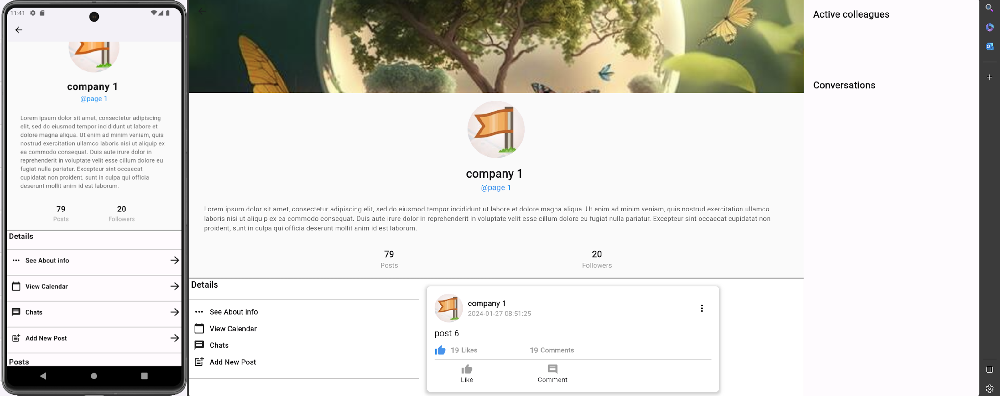 11:41
company 1
@page 1
Lorem ipsum dolor sit amet, consectetur adipiscing
elit, sed do eiusmod tempor incididunt ut labore et
dolore magna aliqua. Ut enim ad minim veniam, quis
nostrud exercitation ullamco laboris nisi ut aliquip ex
ea commodo consequat. Duis aute irure dolor in
reprehenderit in voluptate velit esse cillum dolore eu
fugiat nulla pariatur. Excepteur sint occaecat
cupidatat non proident, sunt in culpa qui officia
deserunt mollit anim id est laborum.
79 20
Posts Followers
Details
See About info
View Calendar
Chats
Add New Post
Posts
company 1
@page 1
Lorem ipsum dolor sit amet, consectetur adipiscing elit, sed do eiusmod tempor incididunt ut labore et dolore magna aliqua. Ut enim ad minim veniam, quis nostrud exercitation ullamco
laboris nisi ut aliquip ex ea commodo consequat. Duis aute irure dolor in reprehenderit in voluptate velit esse cillum dolore eu fugiat nulla pariatur. Excepteur sint occaecat cupidatat non
proident, sunt in culpa qui officia deserunt mollit anim id est laborum.
79 20
Posts Followers
Details
See About info
View Calendar
Chats
Add New Post
company 1
2024-01-27 08:51:25
post 6
19 Likes 19 Comments
Like Comment
Active colleagues
Conversations